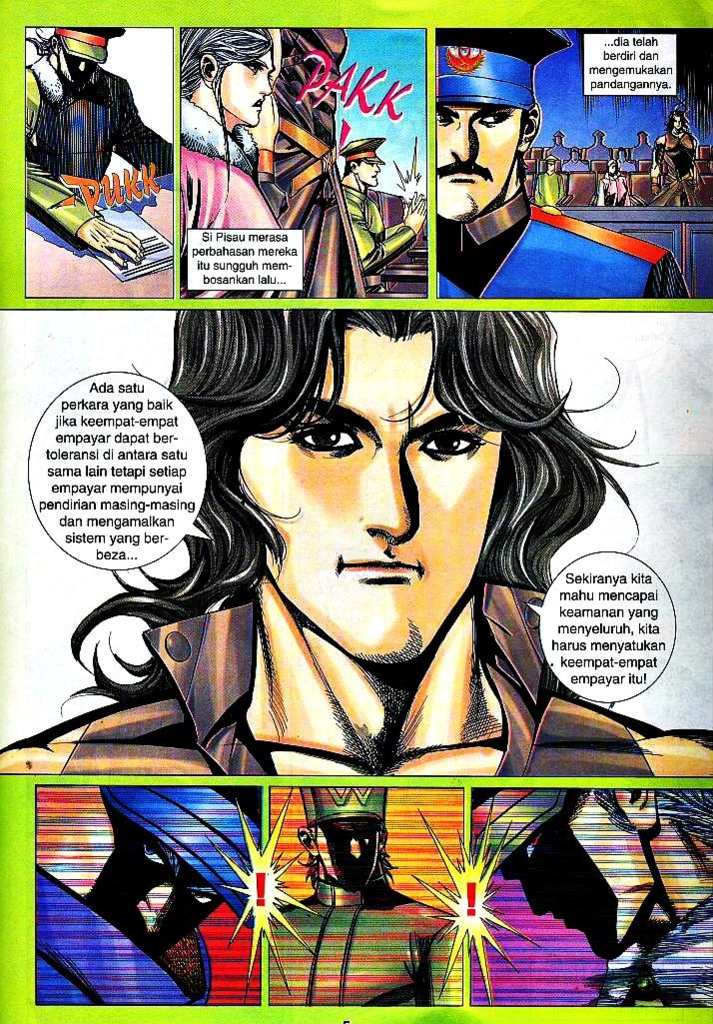 PUKK
PAKK
!
Si Pisau merasa
perbahasan mereka
itu sungguh mem-
bosankan lalu...
...dia telah
berdiri dan
mengemukakan
pandangannya.
Ada satu
perkara yang baik
jika keempat-empat
empayar dapat ber-
toleransi di antara satu
sama lain tetapi setiap
empayar mempunyai
pendirian masing-masing
dan mengamalkan
sistem yang ber-
beza...
Sekiranya kita
mahu mencapai
keamanan yang
menyeluruh, kita
harus menyatukan
keempat-empat
empayar itu!
!
!